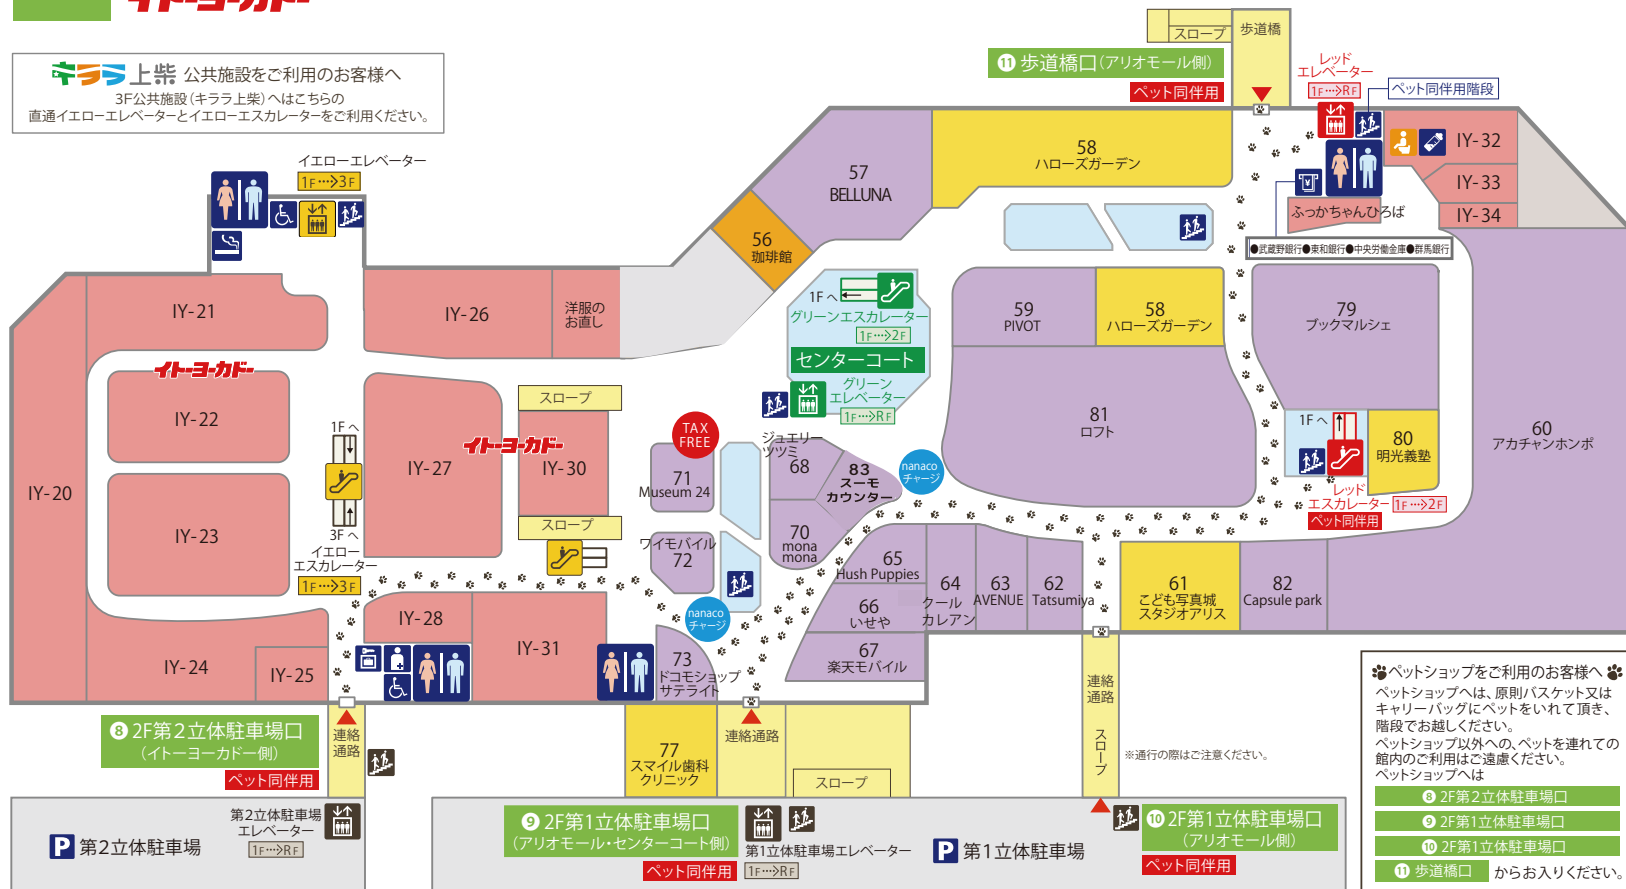 イトーヨーカドー
キララ上柴 公共施設をご利用のお客様へ
3F公共施設（キララ上柴）へはこちらの
直通イエローエレベーターとイエローエスカレーターをご利用ください。
スロープ
歩道橋
⑪ 歩道橋口（アリオモール側）
ペット同伴用
レッド
エレベーター
1F…>RF
ペット同伴用階段
イエローエレベーター
1F…>3F
57
BELLUNA
58
ハローズガーデン
IY-32
IY-33
IY-34
ふっかちゃんひろば
●武蔵野銀行●東和銀行●中央労働金庫●群馬銀行
56
珈琲館
IY-21
IY-26
洋服の
お直し
1Fへ
グリーンエスカレーター
1F…>2F
センターコート
グリーン
エレベーター
1F…>RF
59
PIVOT
58
ハローズガーデン
79
ブックマルシェ
イトーヨーカドー
IY-22
IY-27
スロープ
イトーヨーカドー
IY-30
スロープ
TAX
FREE
71
Museum 24
ジュエリー
ツツミ
68
83
スーモ
カウンター
nanaco
チャージ
81
ロフト
1Fへ
80
明光義塾
60
アカチャンホンポ
レッド
エスカレーター
1F…>2F
ペット同伴用
IY-20
1Fへ
3Fへ
IY-23
イエロー
エスカレーター
1F…>3F
ワイモバイル
72
70
mona
mona
65
Hush Puppies
64
クール
カレアン
63
AVENUE
62
Tatsumiya
61
こども写真城
スタジオアリス
82
Capsule park
66
いせや
67
楽天モバイル
nanaco
チャージ
IY-28
IY-31
IY-24
IY-25
73
ドコモショップ
サテライト
⑧ 2F第2立体駐車場口
（イトーヨーカドー側）
ペット同伴用
連絡
通路
77
スマイル歯科
クリニック
連絡通路
スロープ
連絡
通路
スロープ
※通行の際はご注意ください。
P 第2立体駐車場
第2立体駐車場
エレベーター
1F…>RF
⑨ 2F第1立体駐車場口
（アリオモール・センターコート側）
ペット同伴用
第1立体駐車場エレベーター
1F…>RF
P 第1立体駐車場
⑩ 2F第1立体駐車場口
（アリオモール側）
ペット同伴用
ペットショップをご利用のお客様へ
ペットショップへは、原則バスケット又は
キャリーバッグにペットをいれて頂き、
階段でお越しください。
ペットショップ以外への、ペットを連れての
館内のご利用はご遠慮ください。
ペットショップへは
⑧ 2F第2立体駐車場口
⑨ 2F第1立体駐車場口
⑩ 2F第1立体駐車場口
⑪ 歩道橋口 からお入りください。